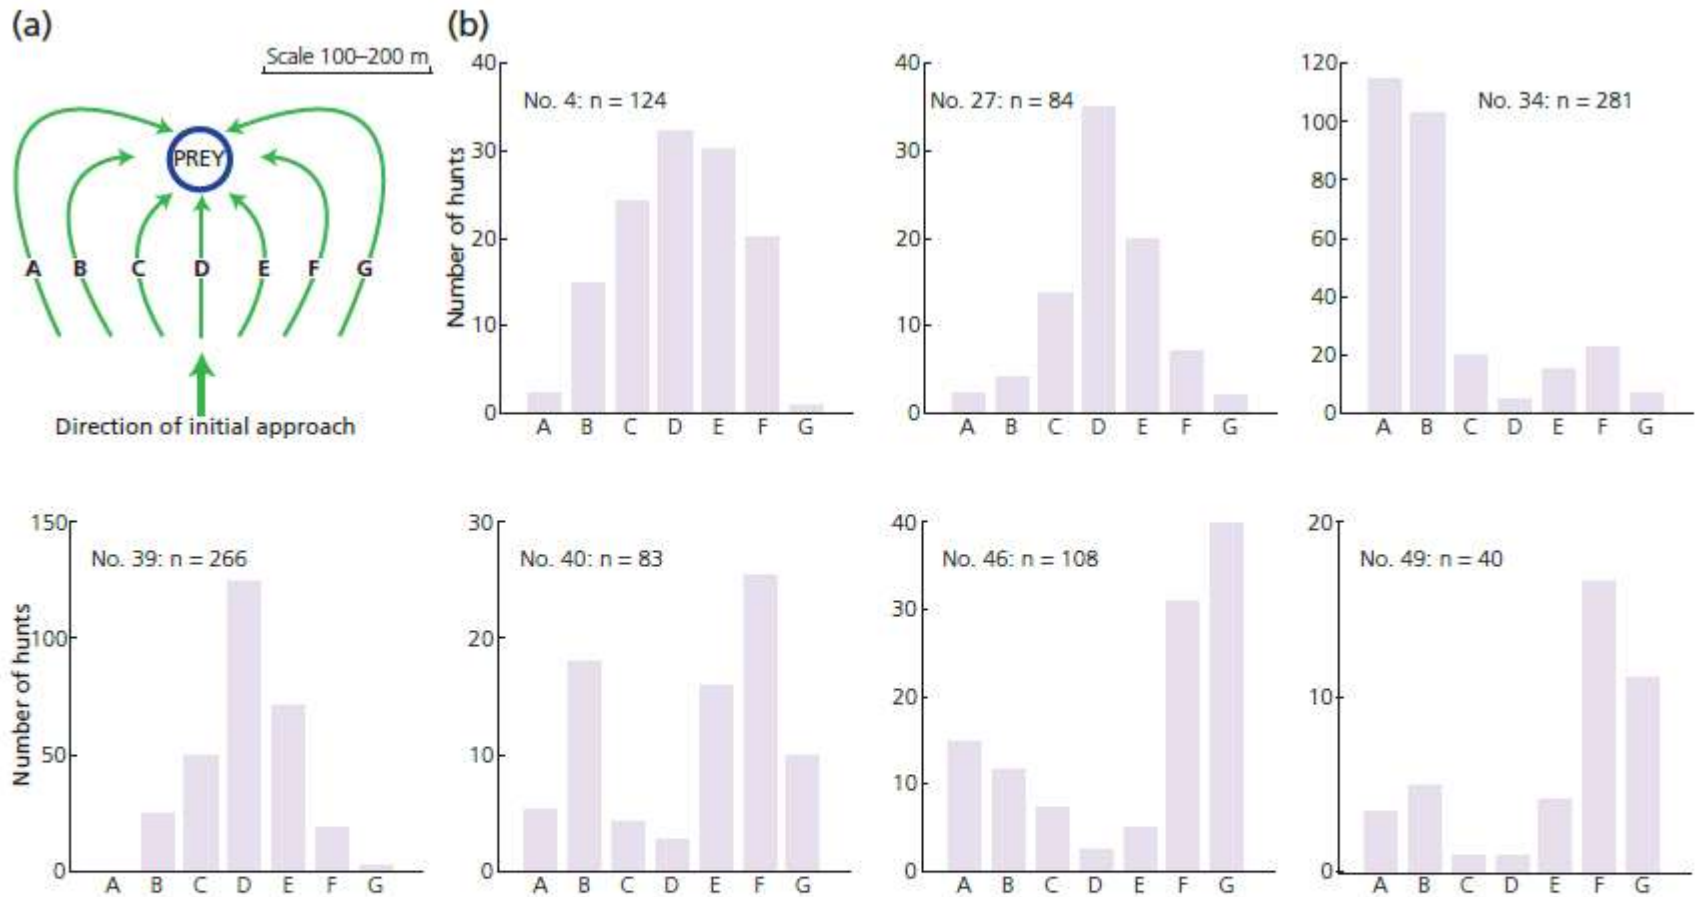 (a)
Scale 100–200 m
PREY
A B C D E F G
Direction of initial approach
(b)
Number of hunts
40
30
20
10
0
No. 4: n = 124
A B C D E F G
40
30
20
10
0
No. 27: n = 84
A B C D E F G
120
100
80
60
40
20
0
No. 34: n = 281
A B C D E F G
Number of hunts
150
100
50
0
No. 39: n = 266
A B C D E F G
30
20
10
0
No. 40: n = 83
A B C D E F G
40
30
20
10
0
No. 46: n = 108
A B C D E F G
20
10
0
No. 49: n = 40
A B C D E F G